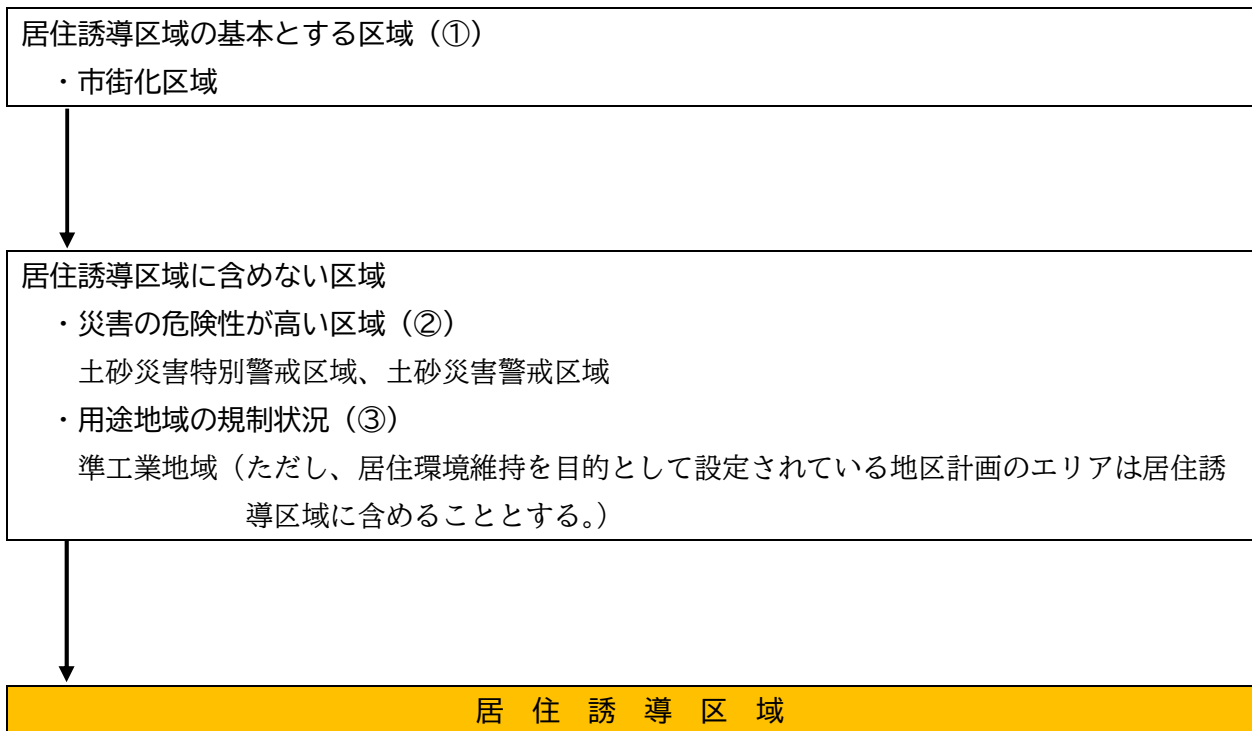 居住誘導区域の基本とする区域（①）
・市街化区域
居住誘導区域に含めない区域
・災害の危険性が高い区域（②）
土砂災害特別警戒区域、土砂災害警戒区域
・用途地域の規制状況（③）
準工業地域（ただし、居住環境維持を目的として設定されている地区計画のエリアは居住誘
導区域に含めることとする。）
居 住 誘 導 区 域